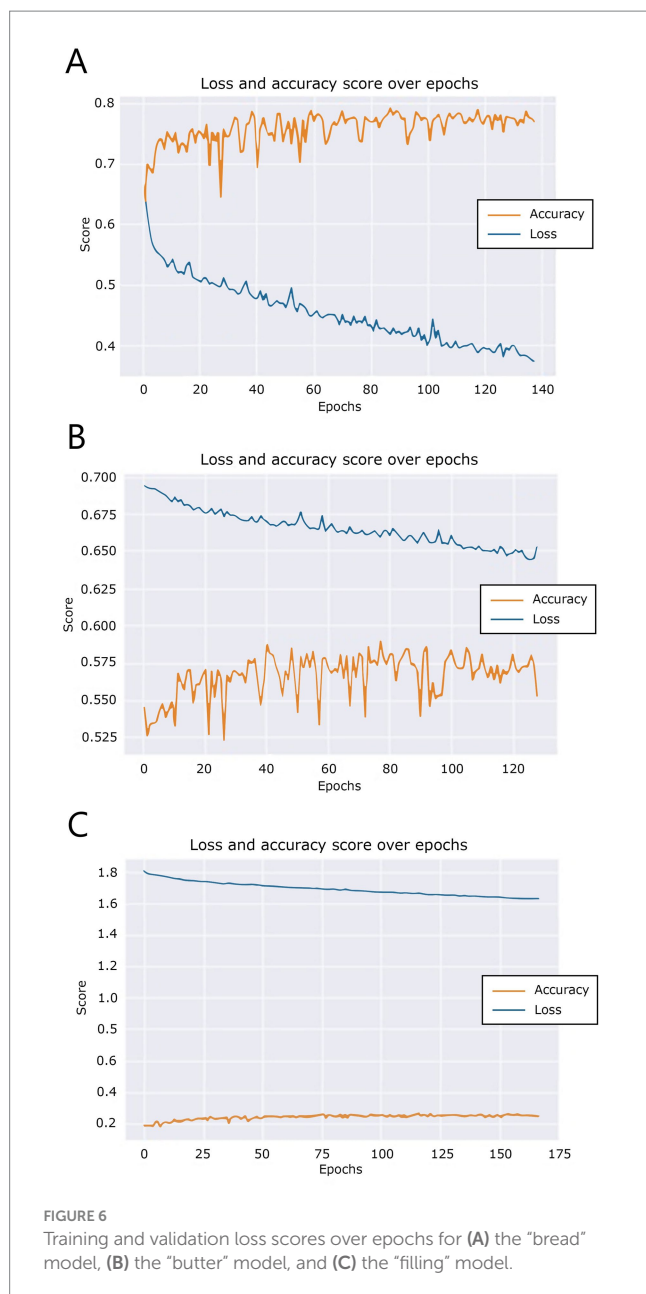 A
Loss and accuracy score over epochs
0.8
0.7
0.6
0.5
0.4
Score
Accuracy
Loss
0 20 40 60 80 100 120 140
Epochs
B
Loss and accuracy score over epochs
0.700
0.675
0.650
0.625
0.600
0.575
0.550
0.525
Score
Accuracy
Loss
0 20 40 60 80 100 120
Epochs
C
Loss and accuracy score over epochs
1.8
1.6
1.4
1.2
1.0
0.5
0.6
0.4
0.2
Score
Accuracy
Loss
0 25 50 75 100 125 150 175
Epochs
FIGURE 6
Training and validation loss scores over epochs for (A) the “bread”
model, (B) the “butter” model, and (C) the “filling” model.